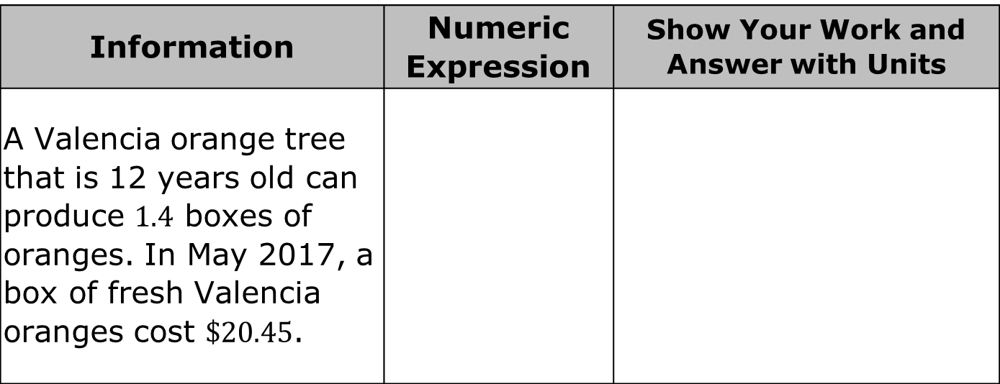 Information
Numeric
Expression
Show Your Work and
Answer with Units
A Valencia orange tree
that is 12 years old can
produce 1.4 boxes of
oranges. In May 2017, a
box of fresh Valencia
oranges cost $20.45.